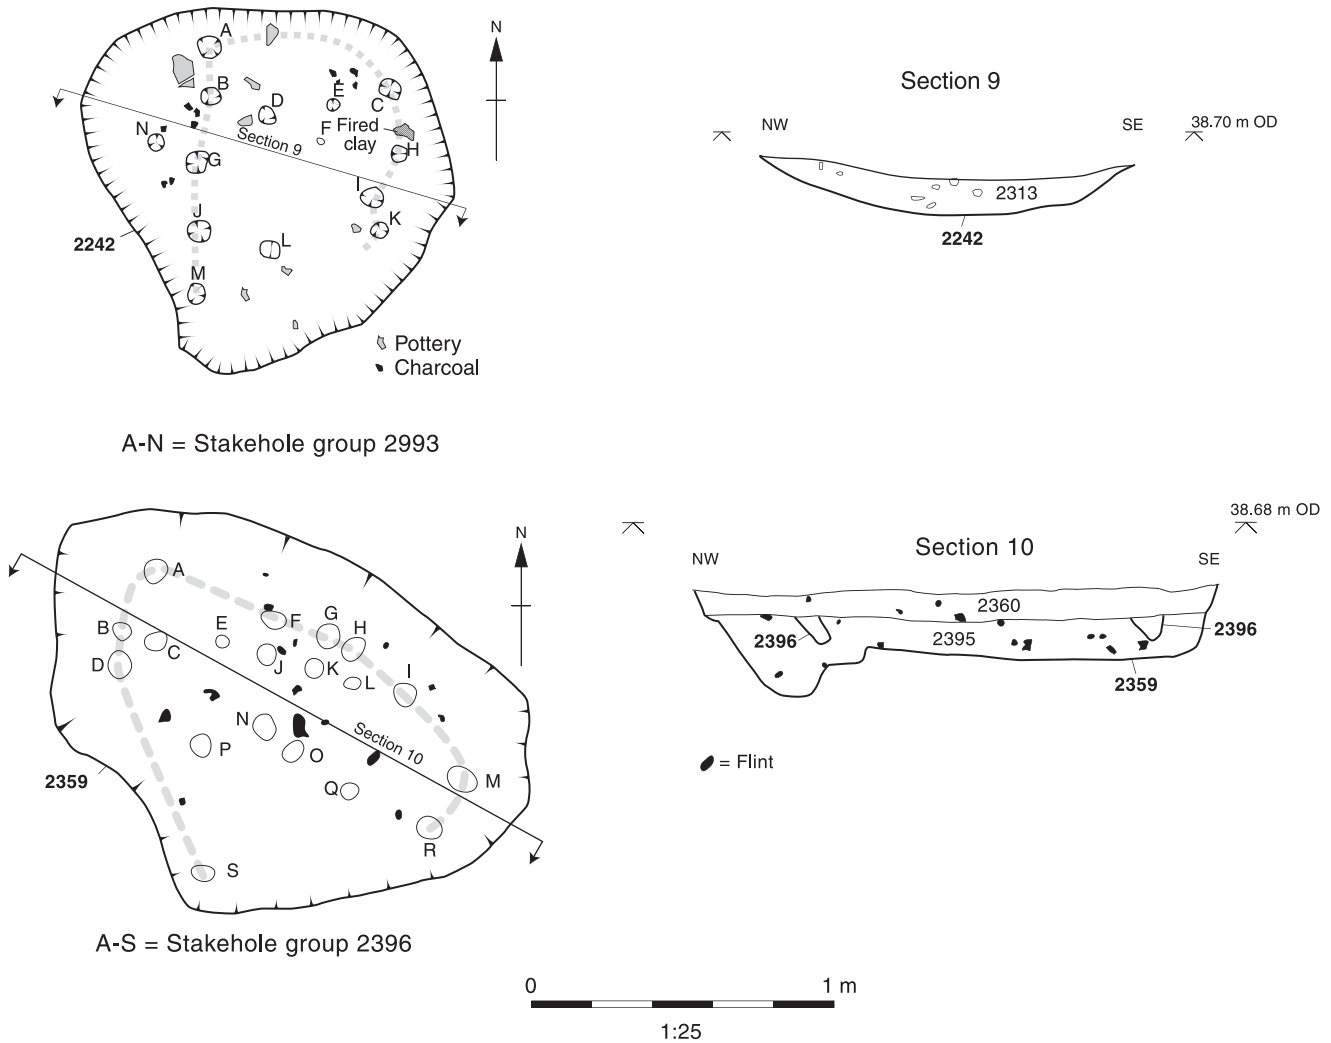 A
N
B
D
E
C
N
F Fired
clay
Section 9
G
H
I
J
K
2242
L
M
Pottery
Charcoal
A-N = Stakehole group 2993
Section 9
NW
SE
38.70 m OD
2313
2242
A
N
B
C
D
E
F
G
H
I
J
K
L
M
N
O
P
Q
R
S
Section 10
2359
A-S = Stakehole group 2396
38.68 m OD
Section 10
NW
SE
2360
2396
2395
2396
2359
= Flint
0 1 m
1:25